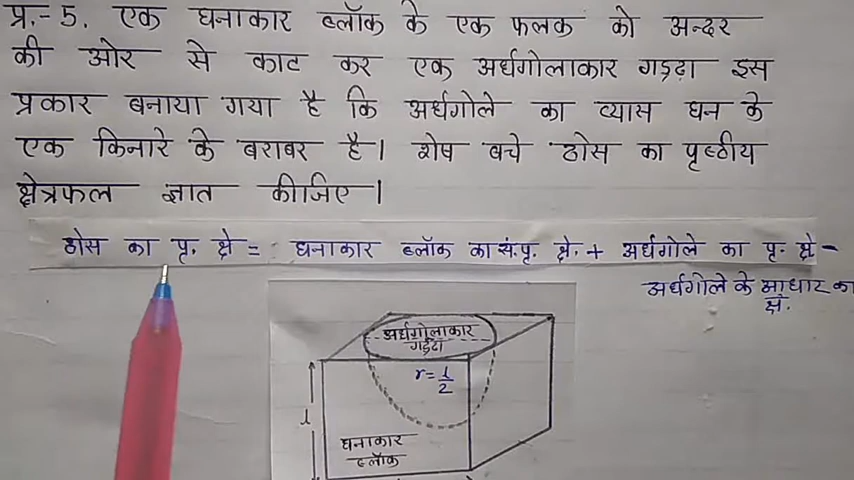 प्र.-5. एक घनाकार ब्लॉक के एक फलक को अन्दर
की ओर से काट कर एक अर्धगोलाकार गड्ढा इस
प्रकार बनाया गया है कि अर्धगोले का व्यास घन के
एक किनारे के बराबर है। शेष बचे ठोस का पृष्ठीय
क्षेत्रफल ज्ञात कीजिए।
ठोस का पृ. क्षे = घनाकार ब्लॉक का सं. पृ. क्षे. + अर्धगोले का पृ. क्षे -
अर्धगोले के आधार का
क्षे.
अर्धगोलाकार
गड्ढा
r = l/2
l
घनाकार
ब्लॉक